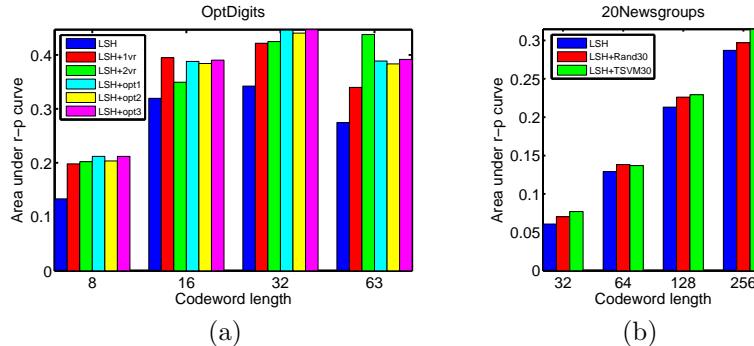 OptDigits
Area under r-p curve
0.4
0.3
0.2
0.1
0
LSH
LSH+1vr
LSH+2vr
LSH+opt1
LSH+opt2
LSH+opt3
8 16 32 63
Codeword length
(a)
20Newsgroups
Area under r-p curve
0.3
0.25
0.2
0.15
0.1
0.05
0
LSH
LSH+Rand30
LSH+TSVM30
32 64 128 256
Codeword length
(b)